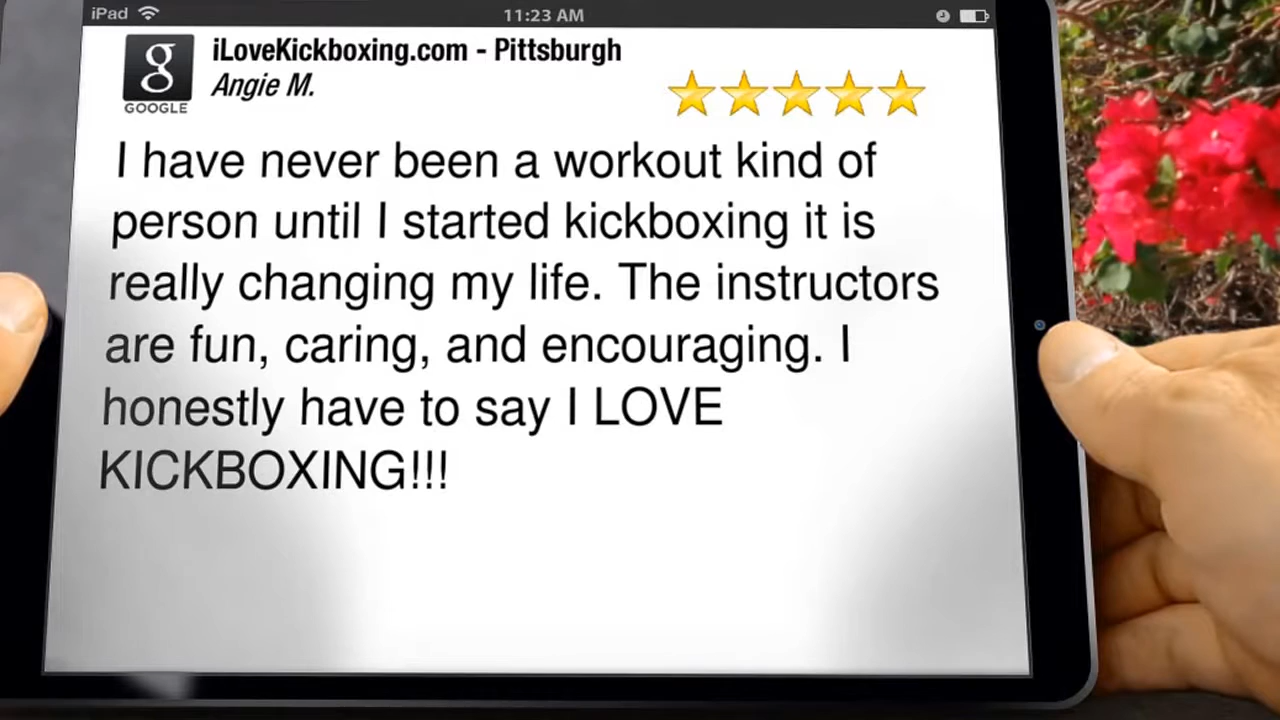 iPad 11:23 AM
g iLoveKickboxing.com - Pittsburgh
GOOGLE Angie M.
I have never been a workout kind of
person until I started kickboxing it is
really changing my life. The instructors
are fun, caring, and encouraging. I
honestly have to say I LOVE
KICKBOXING!!!